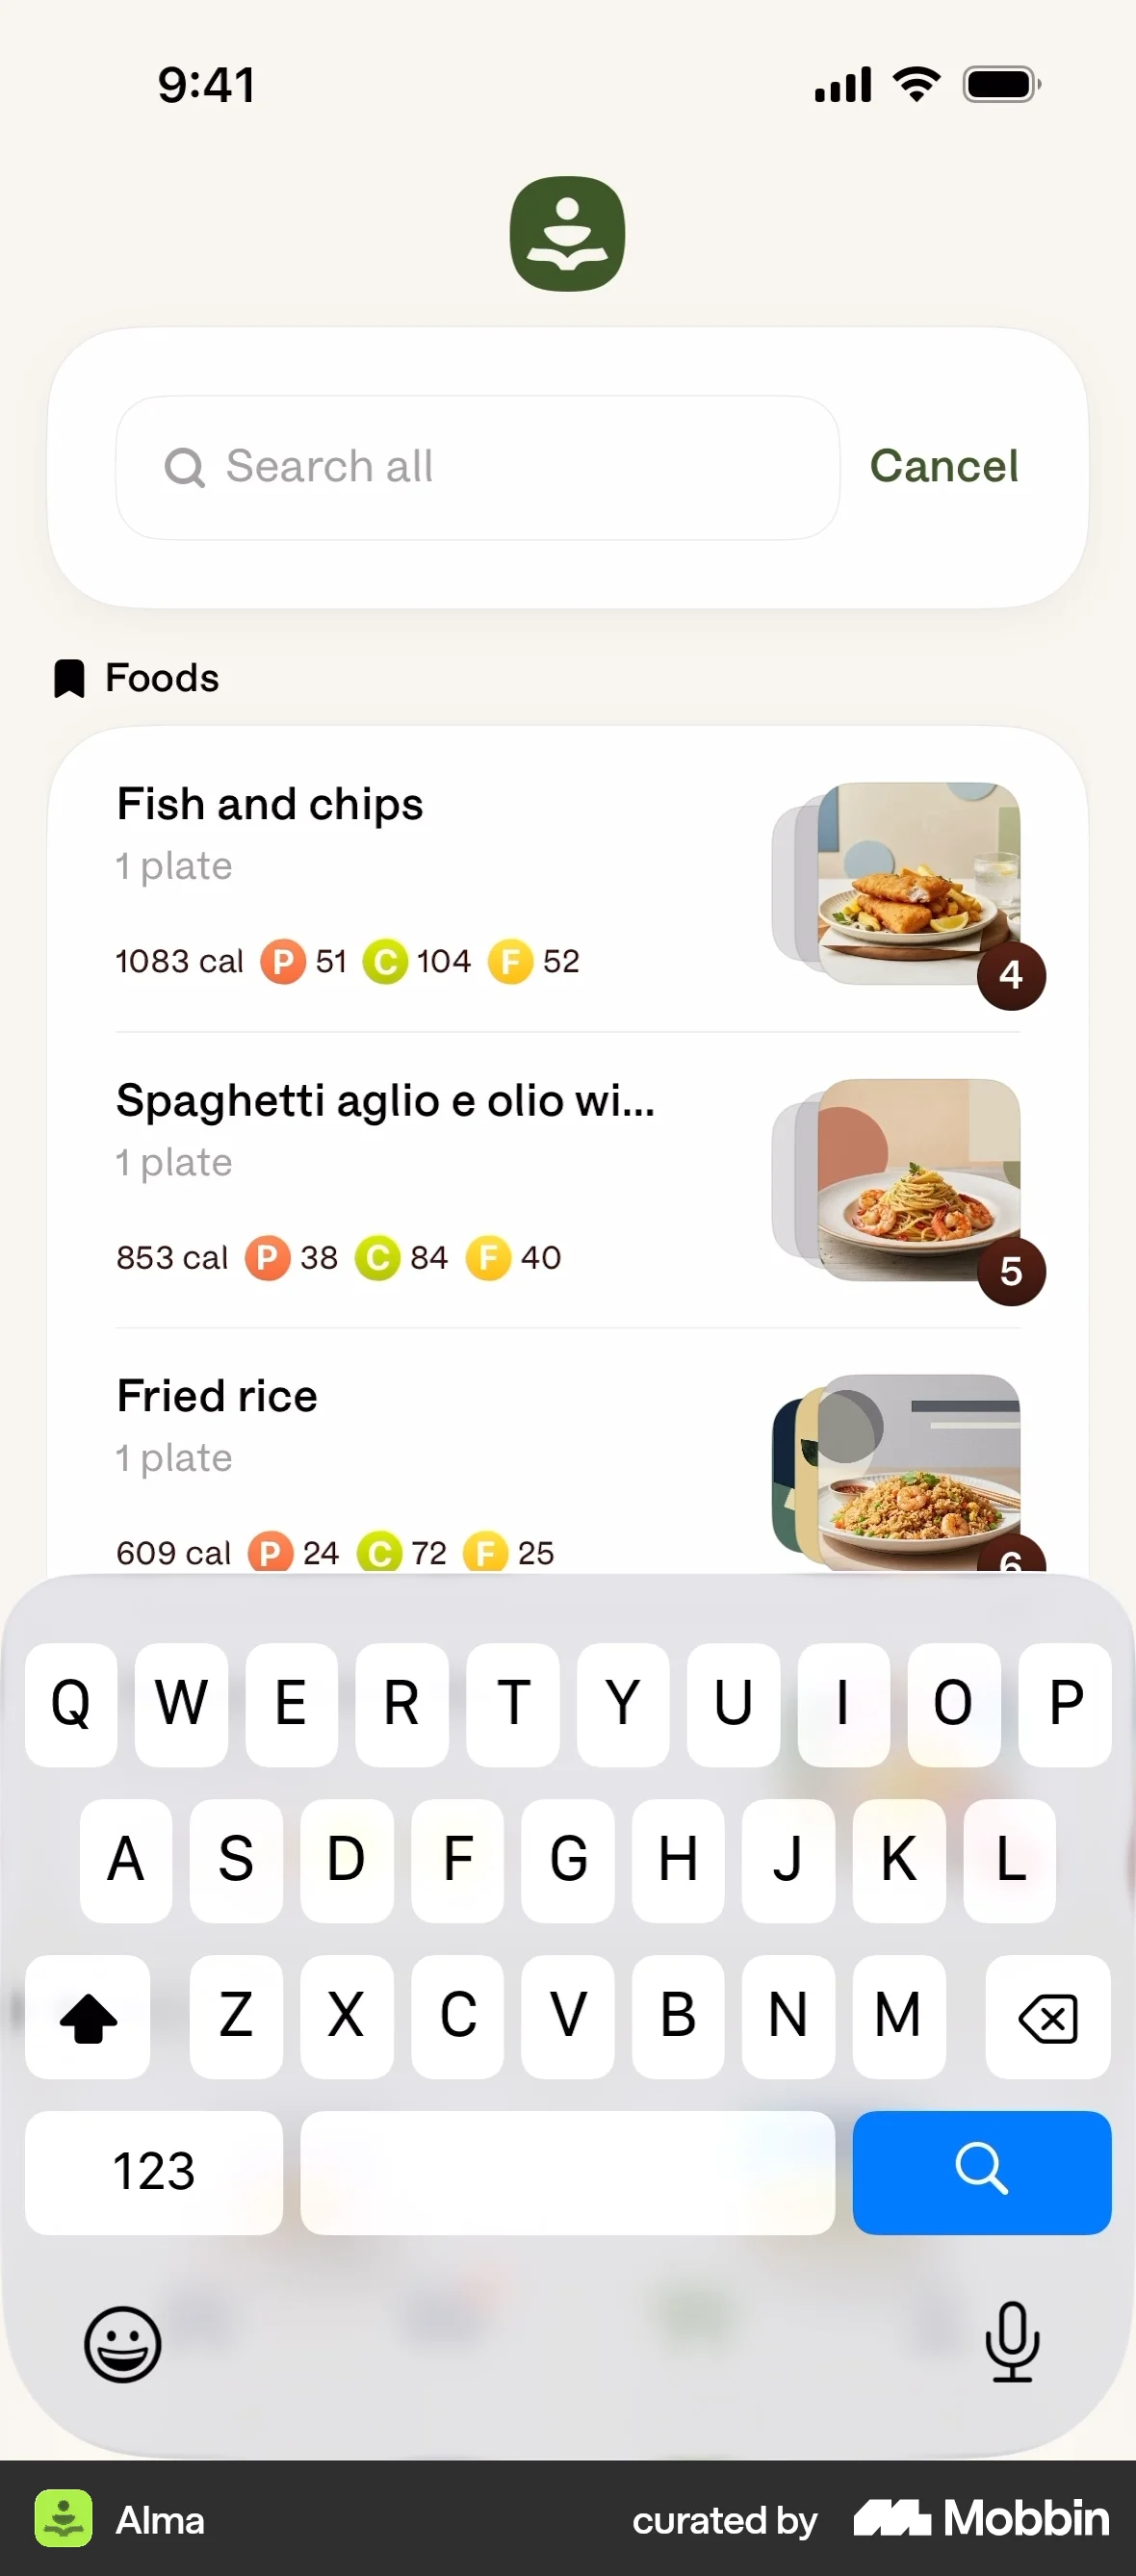 9:41
Search all
Cancel
Foods
Fish and chips
1 plate
1083 cal P 51 C 104 F 52
4
Spaghetti aglio e olio wi...
1 plate
853 cal P 38 C 84 F 40
5
Fried rice
1 plate
609 cal P 24 C 72 F 25
6
Q W E R T Y U I O P
A S D F G H J K L
Z X C V B N M
123
Alma
curated by Mobbin